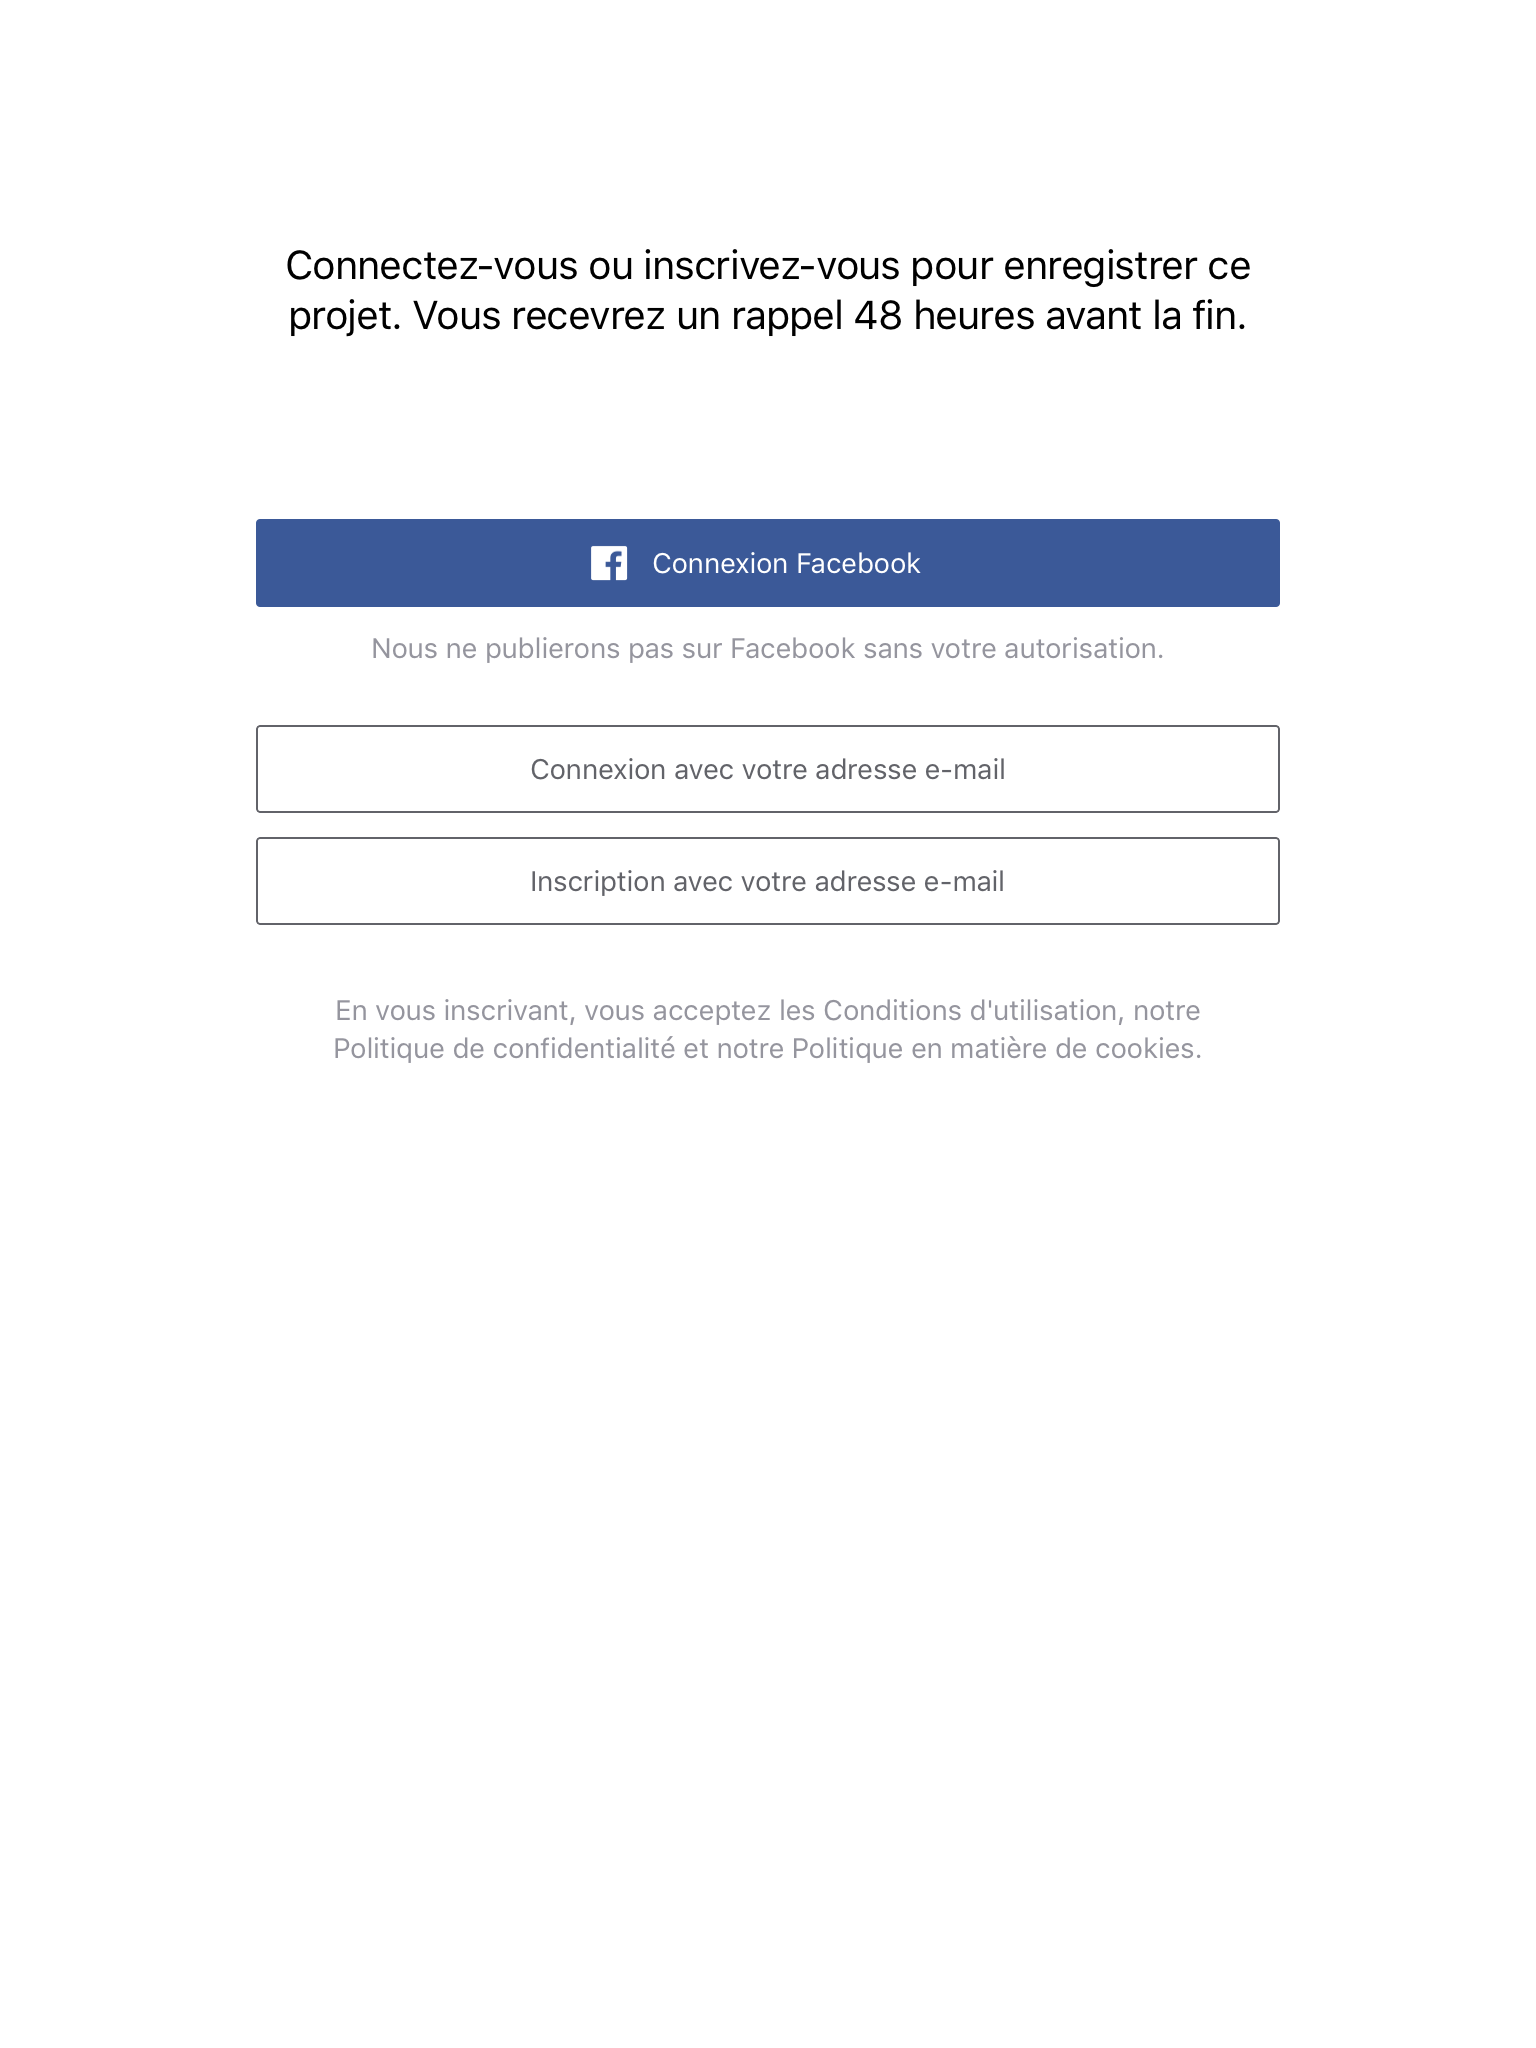 Connectez-vous ou inscrivez-vous pour enregistrer ce
projet. Vous recevrez un rappel 48 heures avant la fin.
Connexion Facebook
Nous ne publierons pas sur Facebook sans votre autorisation.
Connexion avec votre adresse e-mail
Inscription avec votre adresse e-mail
En vous inscrivant, vous acceptez les Conditions d'utilisation, notre
Politique de confidentialité et notre Politique en matière de cookies.